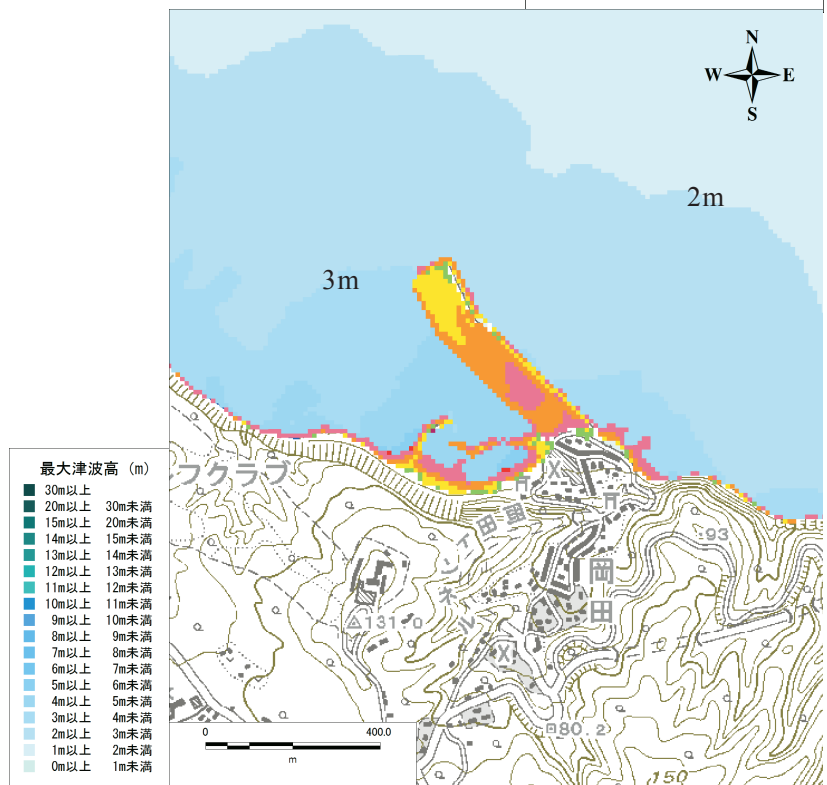 N
W E
S
2m
3m
最大津波高 (m)
30m以上
20m以上 30m未満
15m以上 20m未満
14m以上 15m未満
13m以上 14m未満
12m以上 13m未満
11m以上 12m未満
10m以上 11m未満
9m以上 10m未満
8m以上 9m未満
7m以上 8m未満
6m以上 7m未満
5m以上 6m未満
4m以上 5m未満
3m以上 4m未満
2m以上 3m未満
1m以上 2m未満
0m以上 1m未満
フクラブ
岡田トンネル
岡田
93
131.0
80.2
150
0 400.0
m